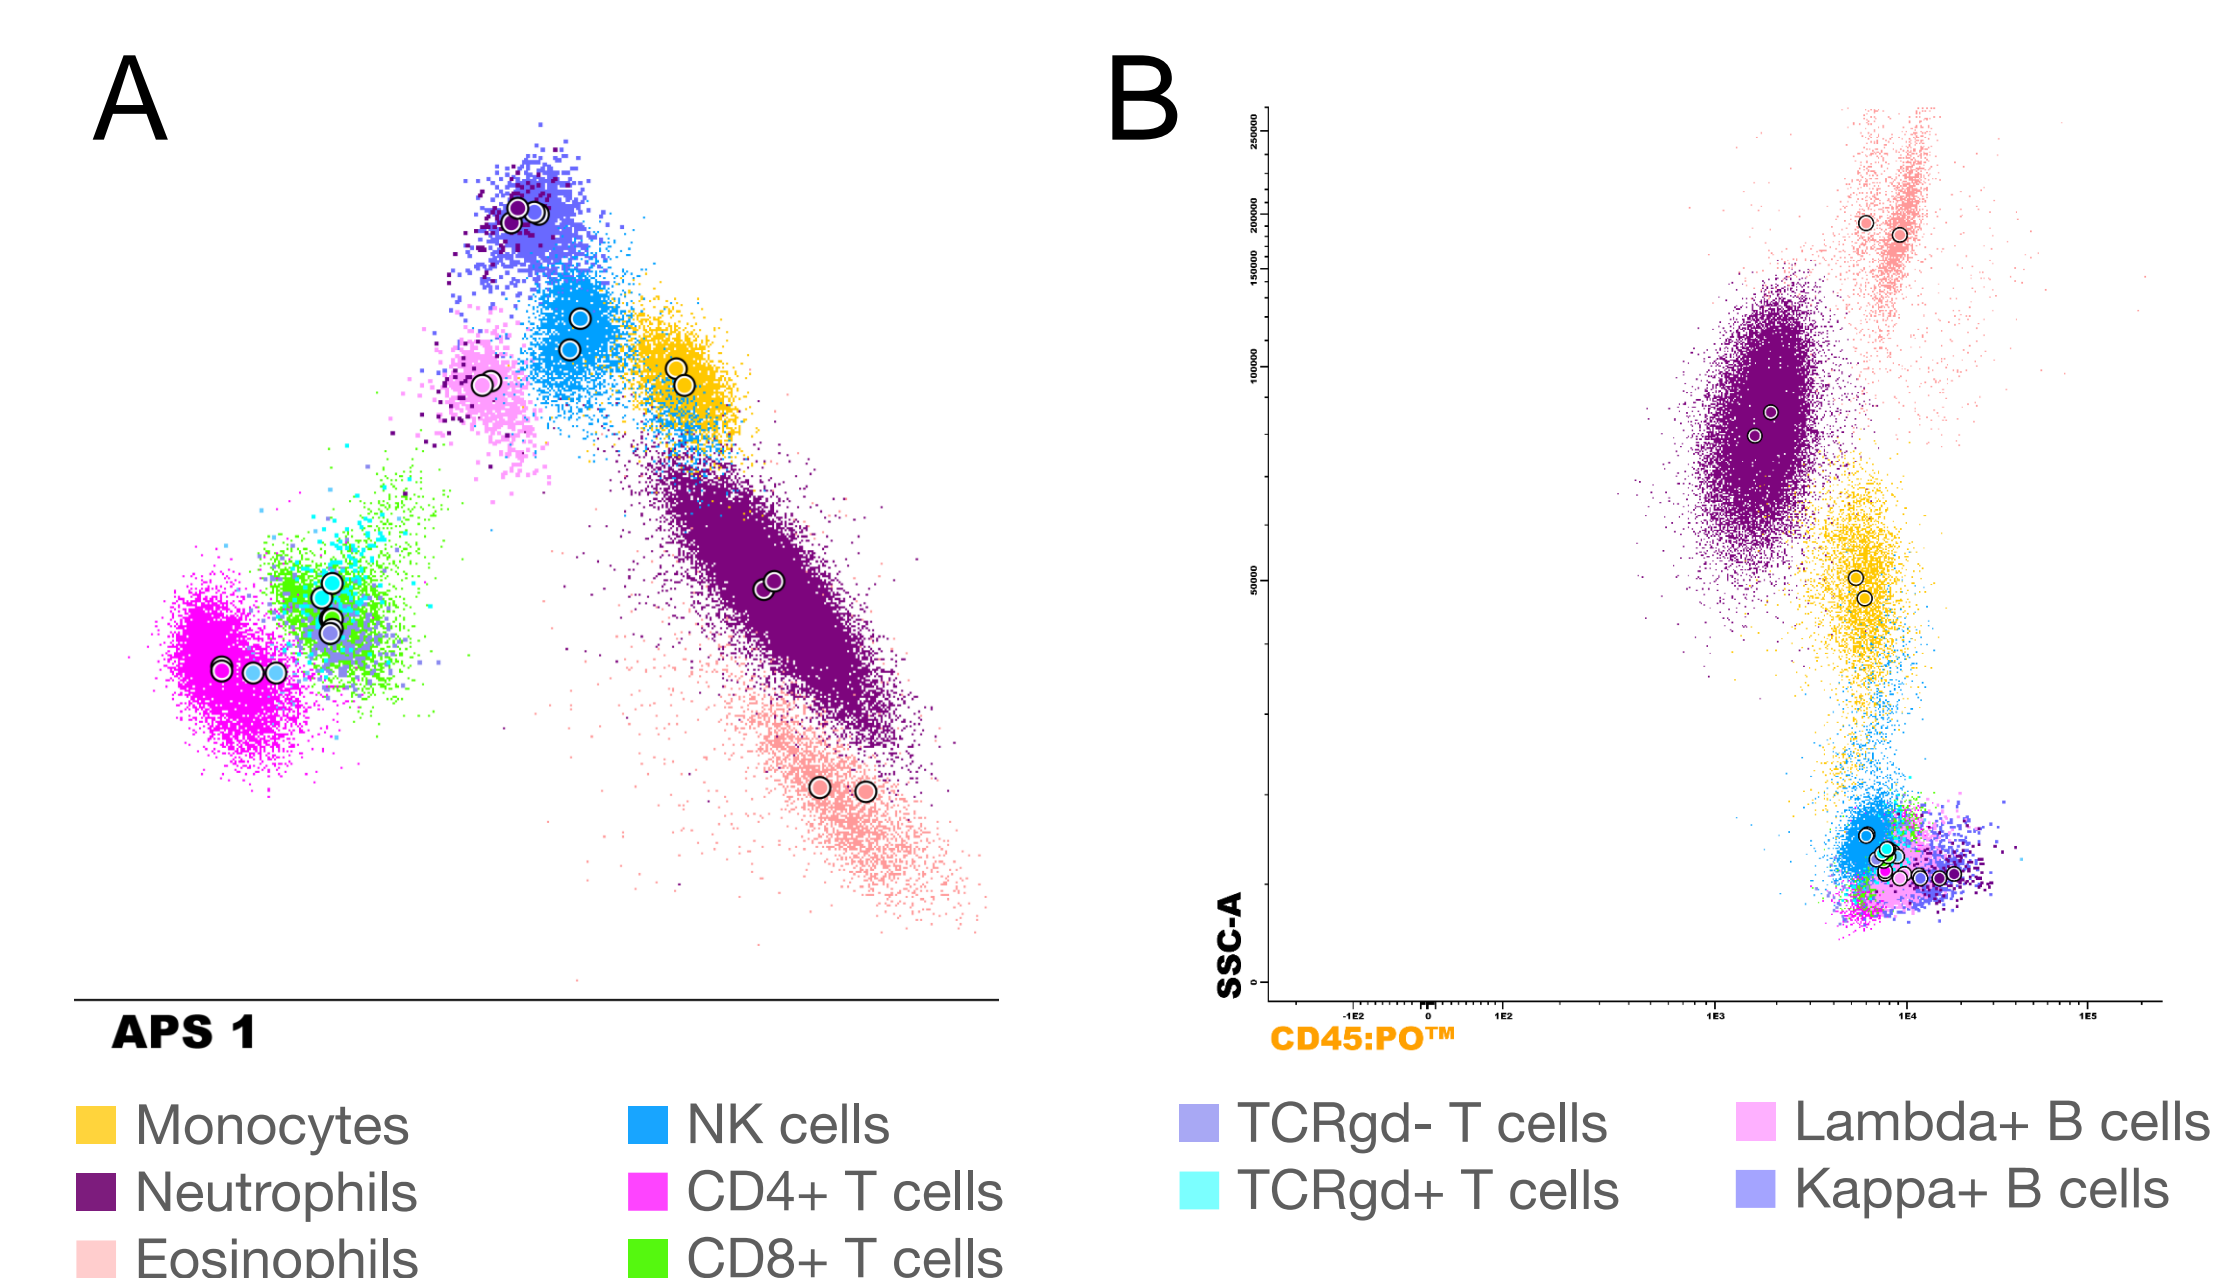 A
B
250000
200000
150000
100000
50000
0
SSC-A
-1E2 0 1E2 1E3 1E4 1E5
CD45:PO™
APS 1
Monocytes
Neutrophils
Eosinophils
NK cells
CD4+ T cells
CD8+ T cells
TCRgd- T cells
TCRgd+ T cells
Lambda+ B cells
Kappa+ B cells